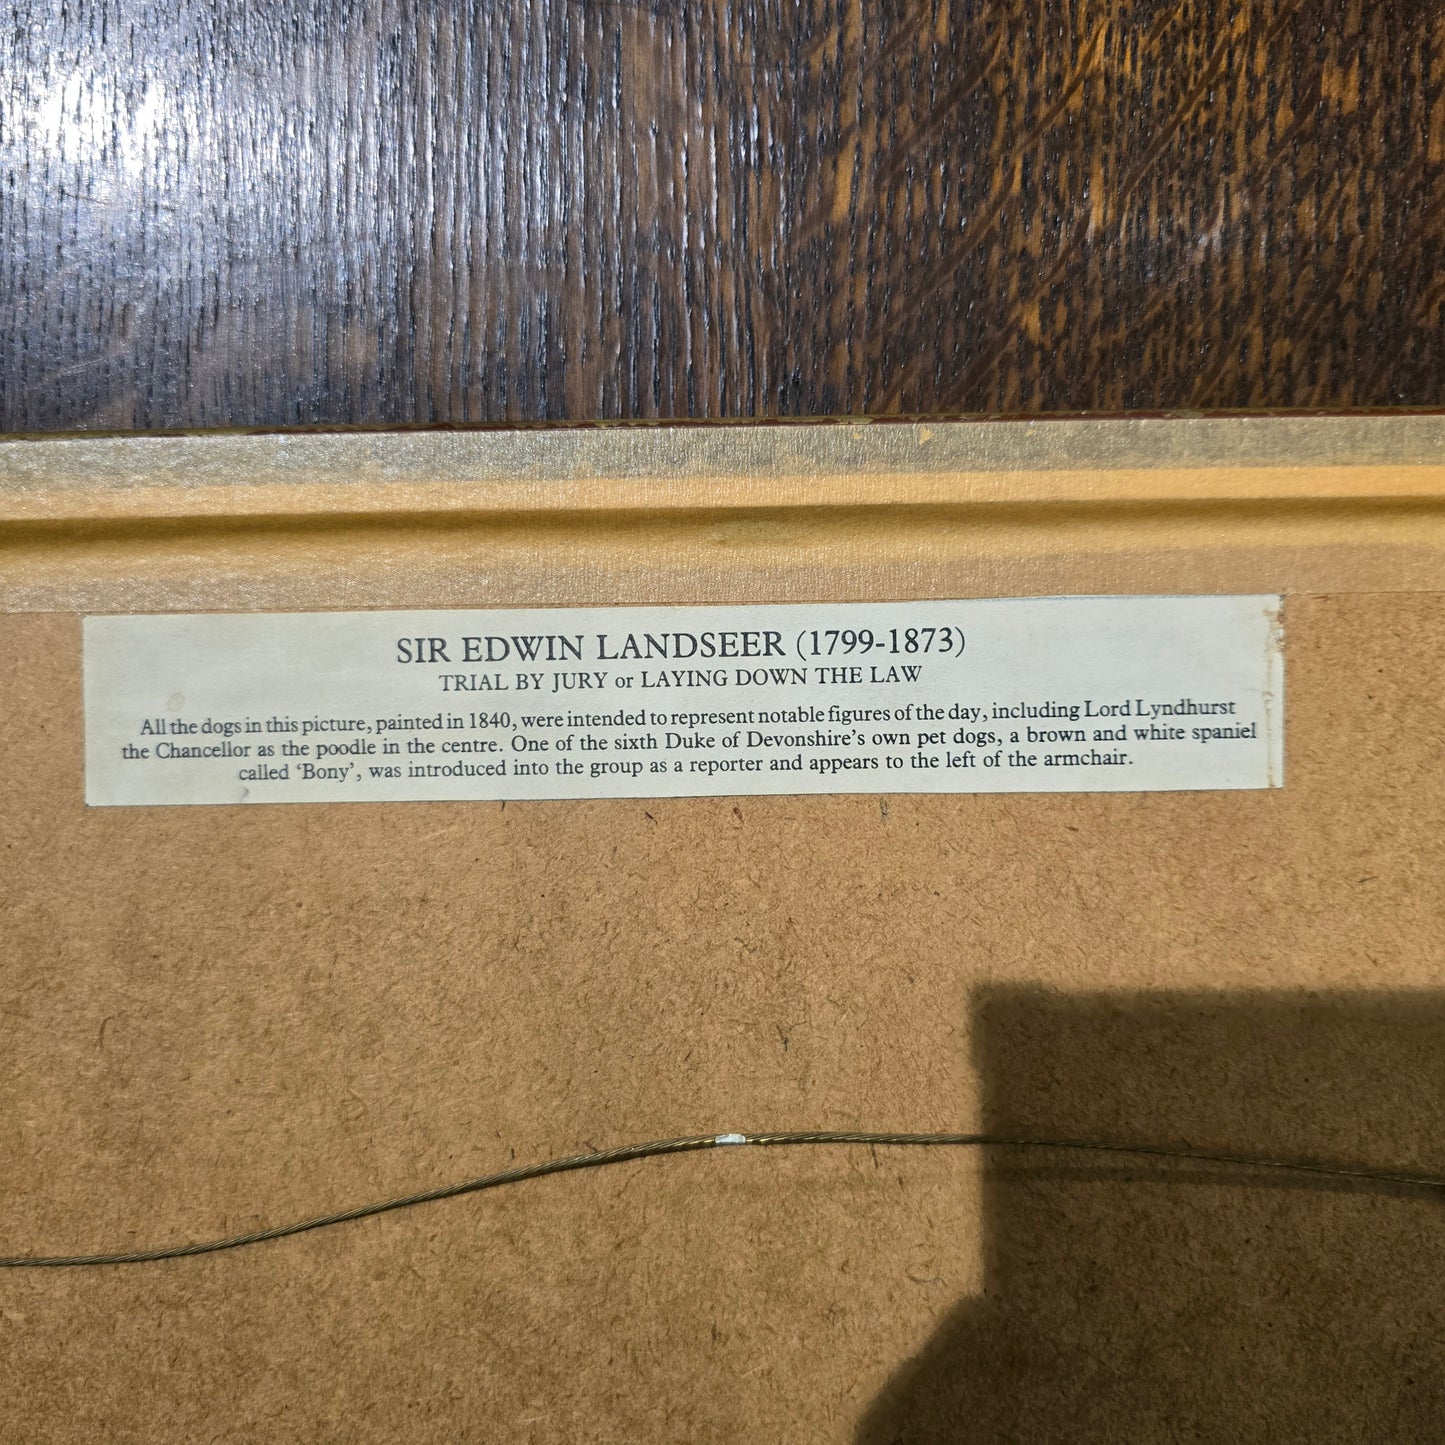 SIR EDWIN LANDSEER (1799-1873)
TRIAL BY JURY or LAYING DOWN THE LAW
All the dogs in this picture, painted in 1840, were intended to represent notable figures of the day, including Lord Lyndhurst
the Chancellor as the poodle in the centre. One of the sixth Duke of Devonshire's own pet dogs, a brown and white spaniel
called 'Bony', was introduced into the group as a reporter and appears to the left of the armchair.